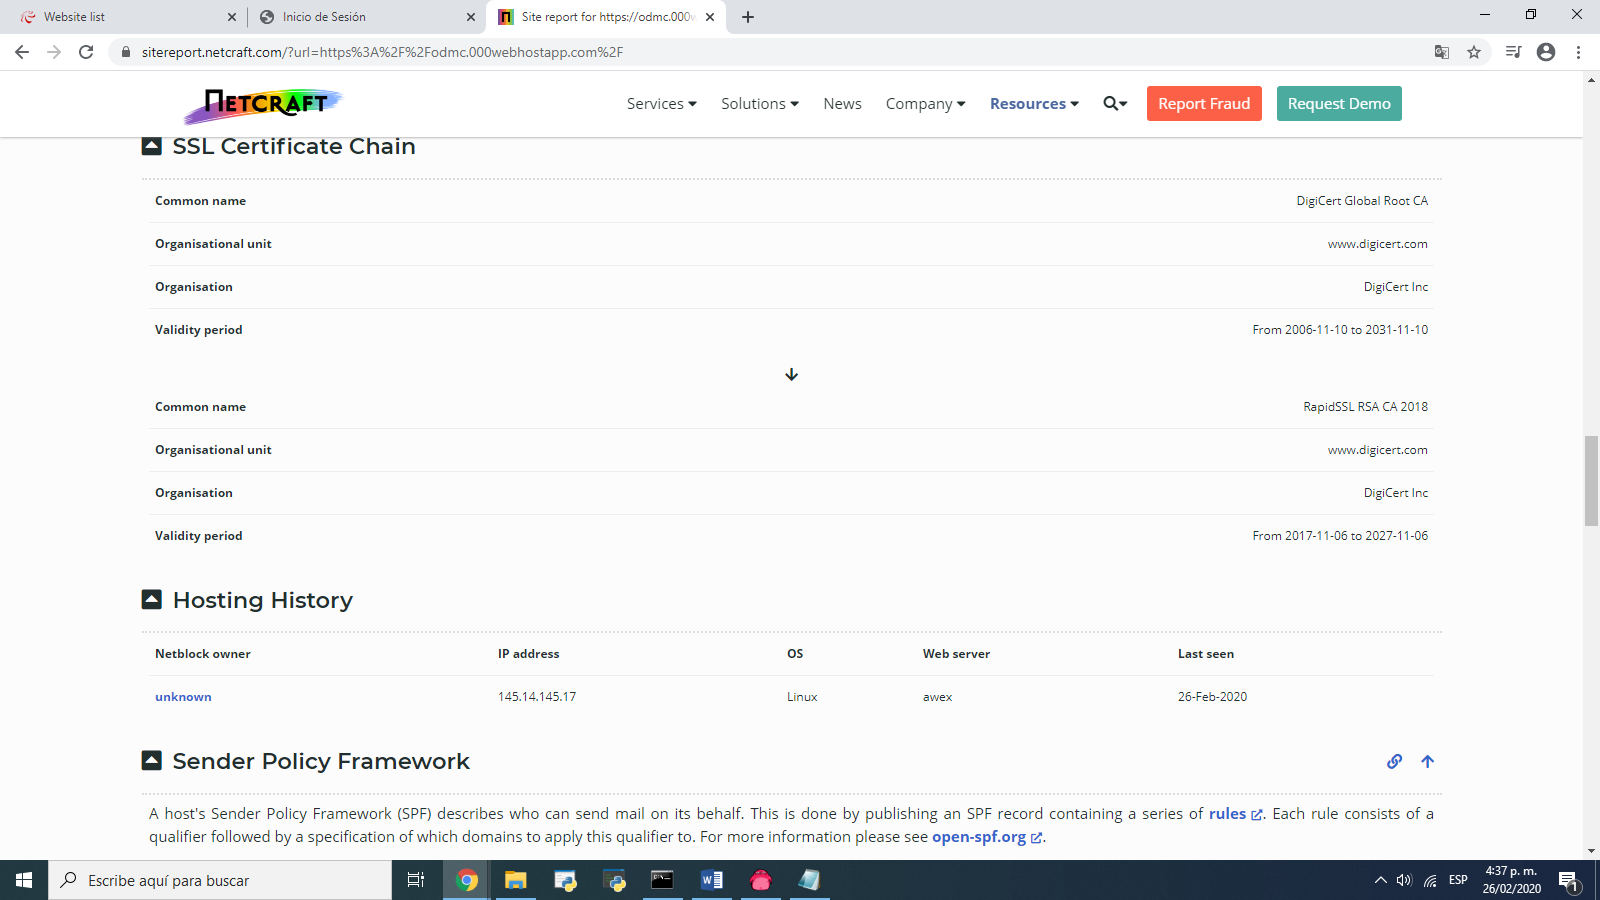 Website list
Inicio de Sesión
Site report for https://odmc.000w
sitereport.netcraft.com/?url=https%3A%2F%2Fodmc.000webhostapp.com%2F
NETCRAFT
Services
Solutions
News
Company
Resources
Report Fraud
Request Demo
SSL Certificate Chain
Common name DigiCert Global Root CA
Organisational unit www.digicert.com
Organisation DigiCert Inc
Validity period From 2006-11-10 to 2031-11-10
Common name RapidSSL RSA CA 2018
Organisational unit www.digicert.com
Organisation DigiCert Inc
Validity period From 2017-11-06 to 2027-11-06
Hosting History
Netblock owner IP address OS Web server Last seen
unknown 145.14.145.17 Linux awex 26-Feb-2020
Sender Policy Framework
A host's Sender Policy Framework (SPF) describes who can send mail on its behalf. This is done by publishing an SPF record containing a series of rules. Each rule consists of a
qualifier followed by a specification of which domains to apply this qualifier to. For more information please see open-spf.org.
Escribe aquí para buscar
ESP
4:37 p. m.
26/02/2020
1